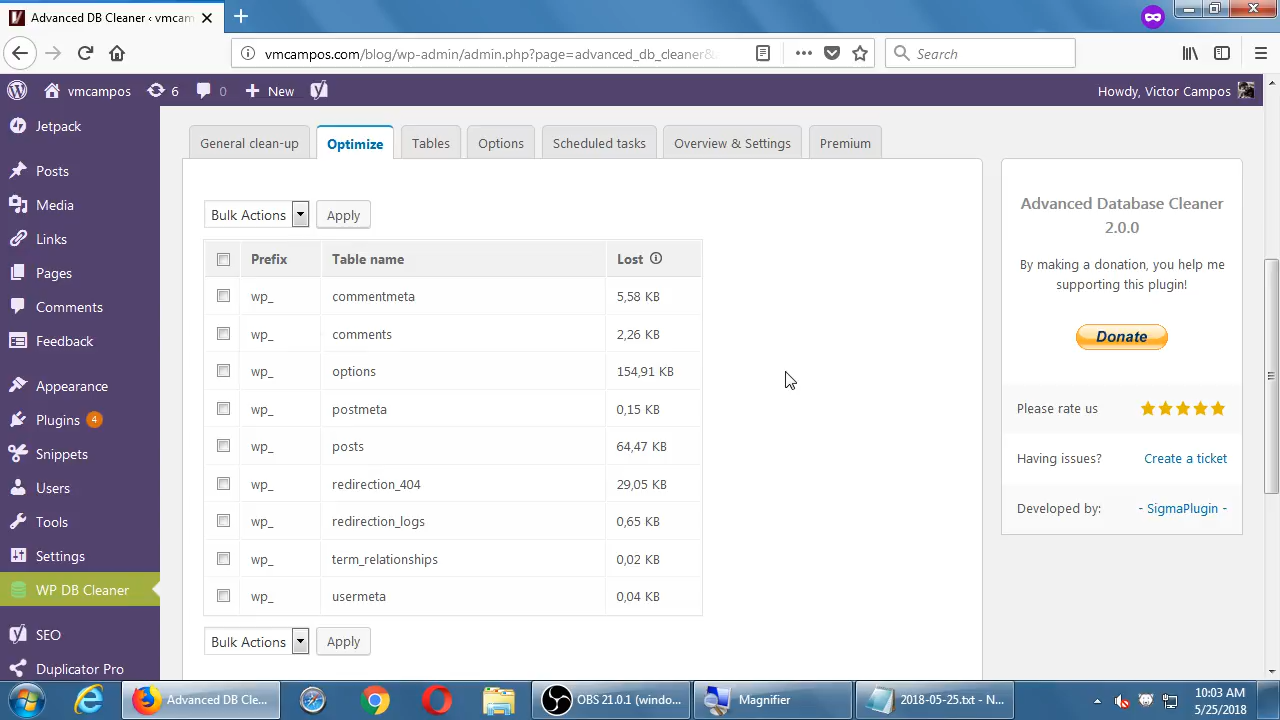 Advanced DB Cleaner ‹ vmcam
vmcampos.com/blog/wp-admin/admin.php?page=advanced_db_cleaner&
Search
vmcampos
6
0
New
Howdy, Victor Campos
Jetpack
Posts
Media
Links
Pages
Comments
Feedback
Appearance
Plugins 4
Snippets
Users
Tools
Settings
WP DB Cleaner
SEO
Duplicator Pro
General clean-up
Optimize
Tables
Options
Scheduled tasks
Overview & Settings
Premium
Bulk Actions
Apply
Prefix Table name Lost
wp_ commentmeta 5,58 KB
wp_ comments 2,26 KB
wp_ options 154,91 KB
wp_ postmeta 0,15 KB
wp_ posts 64,47 KB
wp_ redirection_404 29,05 KB
wp_ redirection_logs 0,65 KB
wp_ term_relationships 0,02 KB
wp_ usermeta 0,04 KB
Bulk Actions
Apply
Advanced Database Cleaner
2.0.0
By making a donation, you help me
supporting this plugin!
Donate
Please rate us
Having issues? Create a ticket
Developed by: - SigmaPlugin -
Advanced DB Cle...
OBS 21.0.1 (windo...
Magnifier
2018-05-25.txt - N...
10:03 AM
5/25/2018